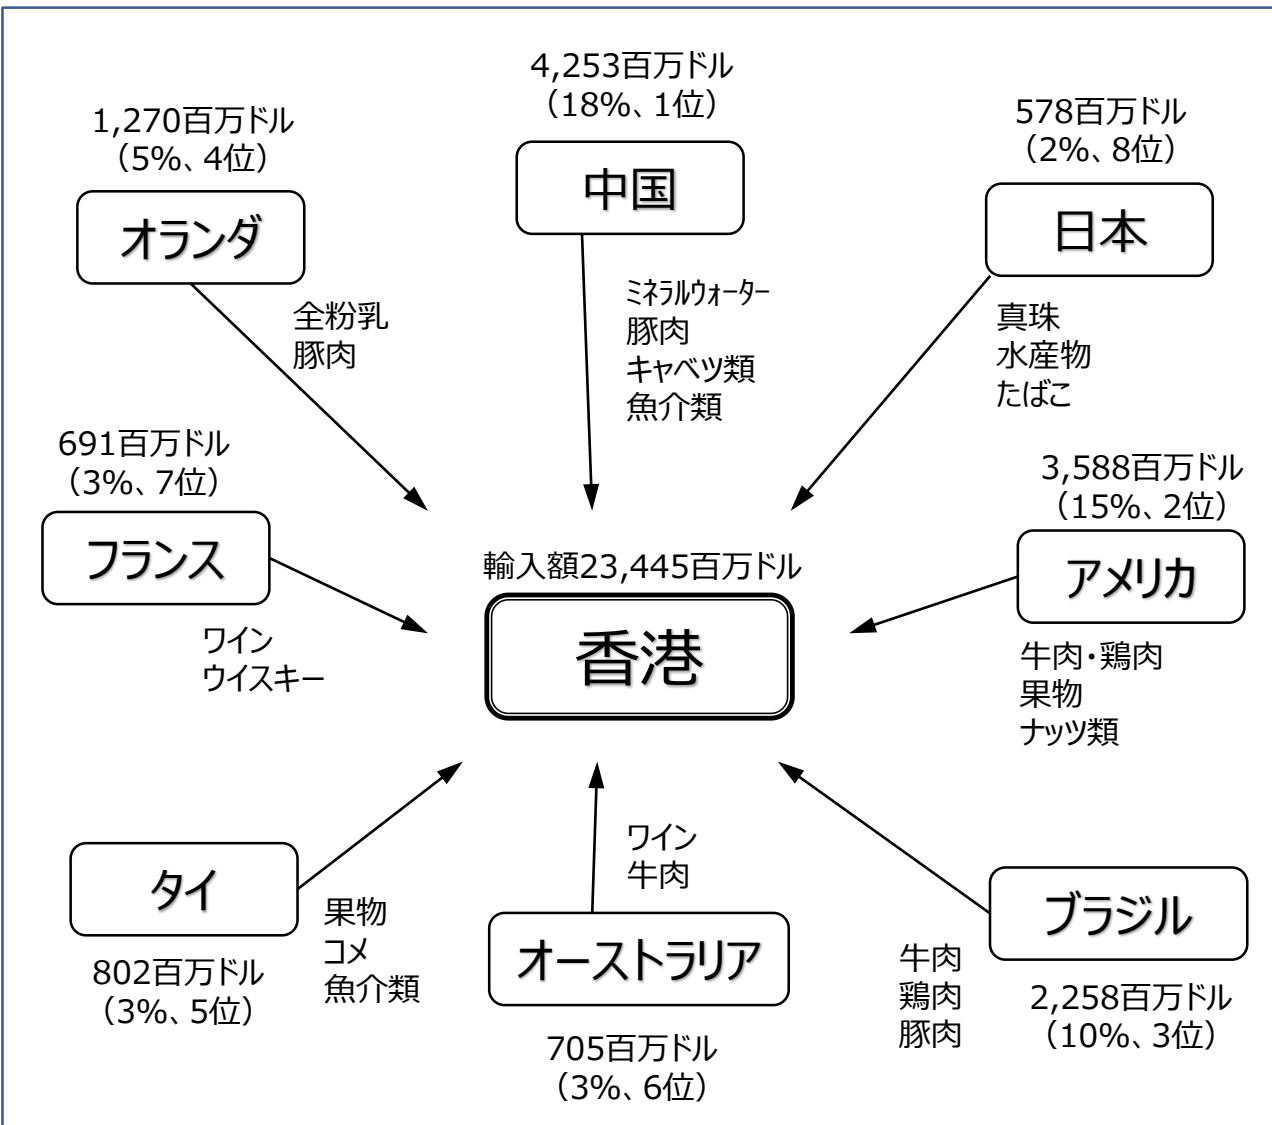 4,253百万ドル
（18%、1位）
中国
ミネラルウォーター
豚肉
キャベツ類
魚介類
1,270百万ドル
（5%、4位）
オランダ
全粉乳
豚肉
578百万ドル
（2%、8位）
日本
真珠
水産物
たばこ
691百万ドル
（3%、7位）
フランス
ワイン
ウイスキー
3,588百万ドル
（15%、2位）
アメリカ
牛肉・鶏肉
果物
ナッツ類
輸入額23,445百万ドル
香港
タイ
802百万ドル
（3%、5位）
果物
コメ
魚介類
ワイン
牛肉
オーストラリア
705百万ドル
（3%、6位）
ブラジル
2,258百万ドル
（10%、3位）
牛肉
鶏肉
豚肉